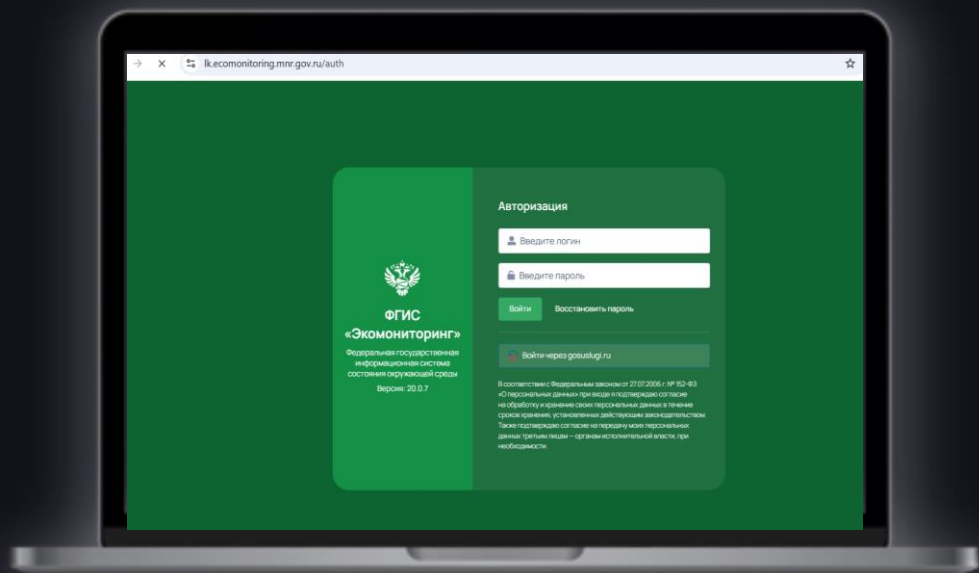 lk.ecomonitoring.mnr.gov.ru/auth
ФГИС
«Экомониторинг»
Федеральная государственная
информационная система
состояния окружающей среды
Версия: 20.0.7
Авторизация
Введите логин
Введите пароль
Войти Восстановить пароль
Войти через gosuslugi.ru
В соответствии с Федеральным законом от 27.07.2006 г. № 152-ФЗ
«О персональных данных» при входе я подтверждаю согласие
на обработку и хранение своих персональных данных в течение
сроков хранения, установленных действующим законодательством.
Также подтверждаю согласие на передачу моих персональных
данных третьим лицам — органам исполнительной власти, при
необходимости.